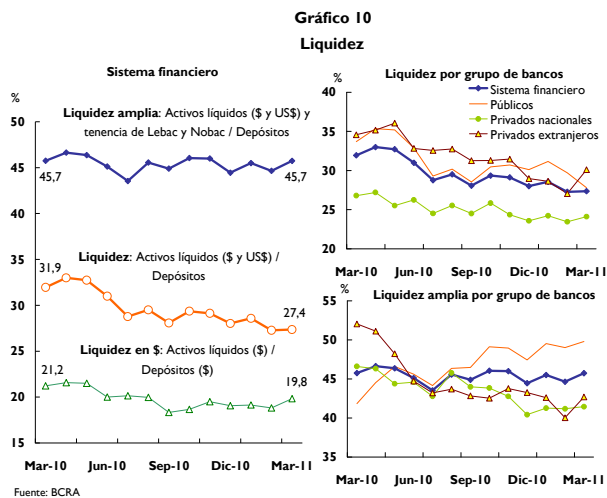 Gráfico 10
Liquidez
Sistema financiero
%
Liquidez amplia: Activos líquidos ($ y US$) y
tenencia de Lebac y Nobac / Depósitos
50
45
40
35
30
25
20
15
45,7
45,7
Liquidez: Activos líquidos ($ y US$) /
Depósitos
31,9
27,4
Liquidez en $: Activos líquidos ($) /
Depósitos ($)
21,2
19,8
Mar-10
Jun-10
Sep-10
Dic-10
Mar-11
Liquidez por grupo de bancos
%
Sistema financiero
Públicos
Privados nacionales
Privados extranjeros
40
35
30
25
20
Mar-10
Jun-10
Sep-10
Dic-10
Mar-11
Liquidez amplia por grupo de bancos
%
55
50
45
40
35
Mar-10
Jun-10
Sep-10
Dic-10
Mar-11
Fuente: BCRA